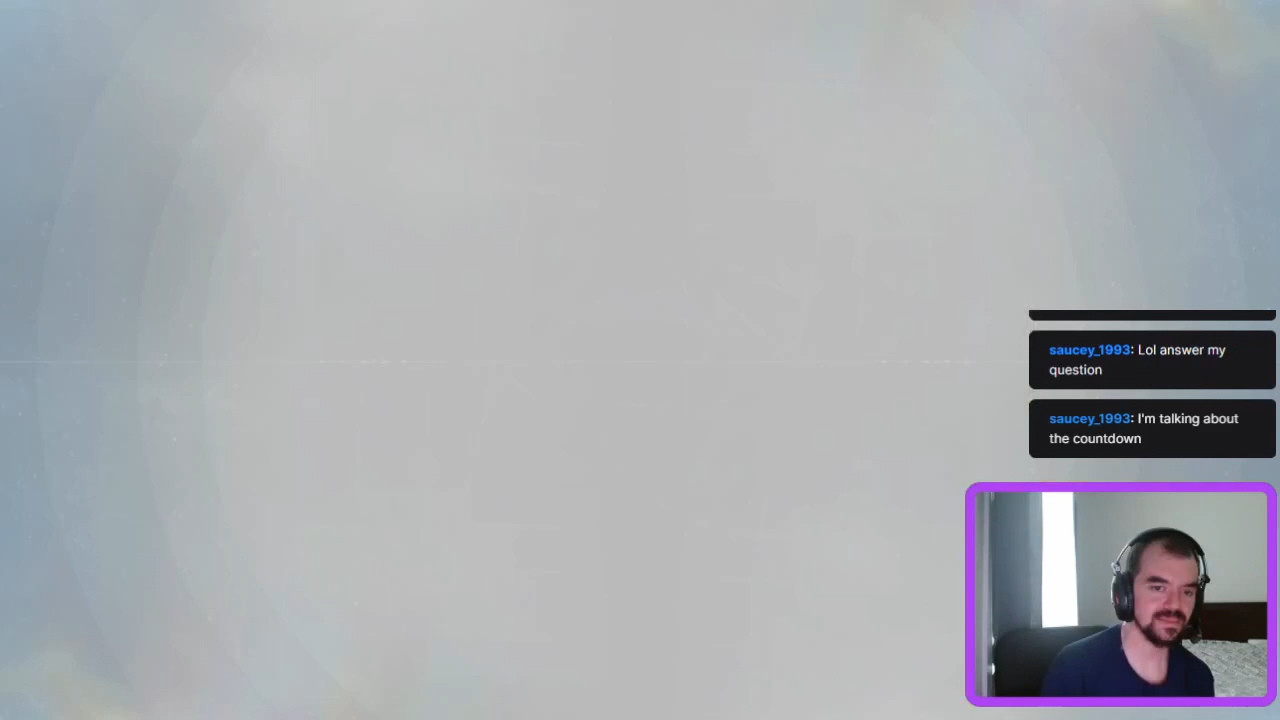 saucey_1993: Lol answer my
question
saucey_1993: I'm talking about
the countdown